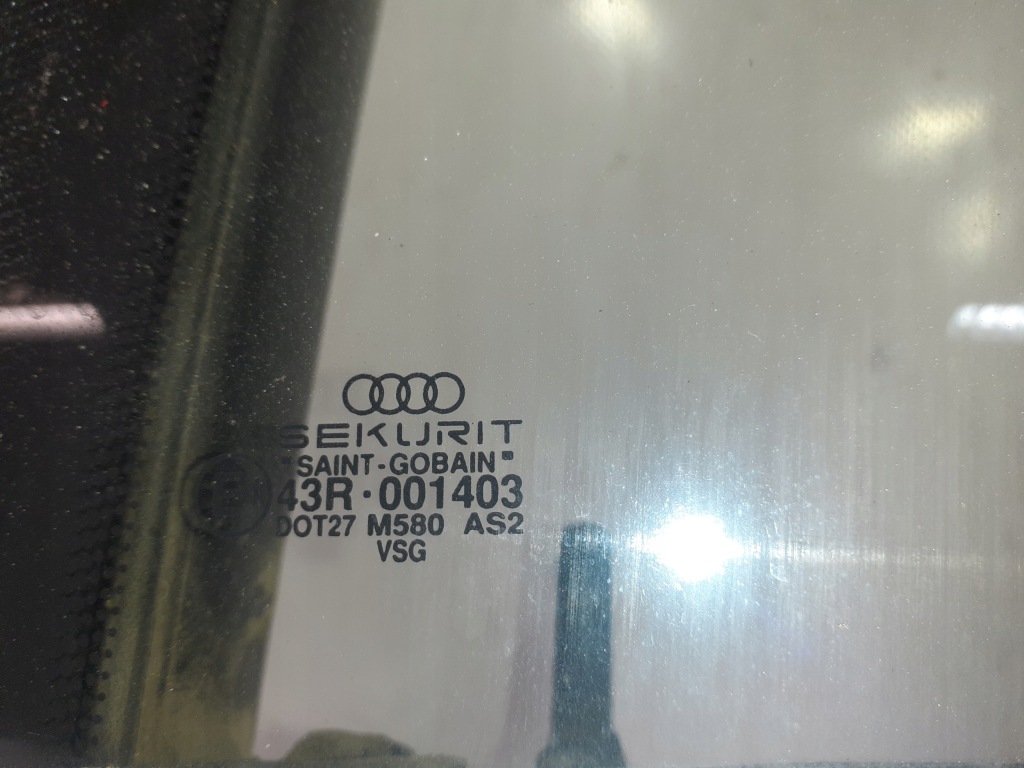 SEKURIT
"SAINT-GOBAIN"
43R·001403
DOT27 M580 AS2
VSG